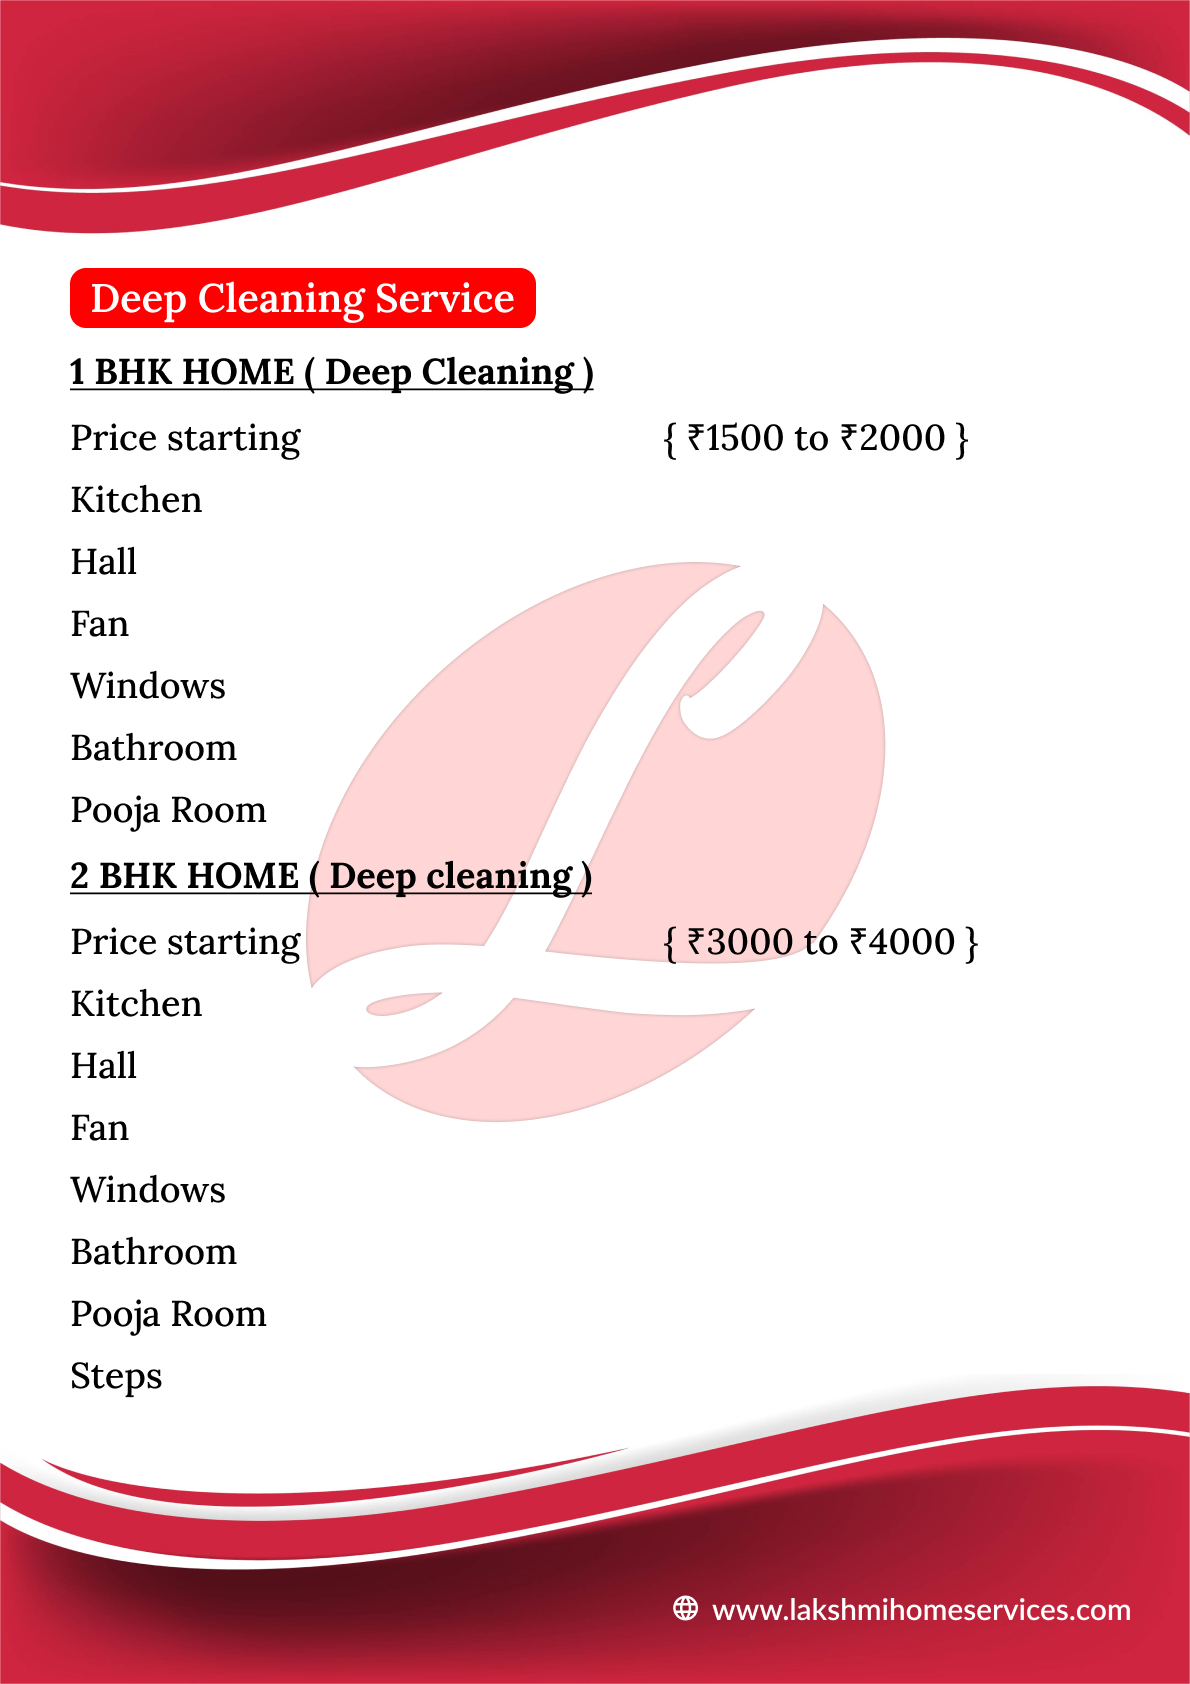 Deep Cleaning Service
1 BHK HOME ( Deep Cleaning )
Price starting { ₹1500 to ₹2000 }
Kitchen
Hall
Fan
Windows
Bathroom
Pooja Room
2 BHK HOME ( Deep cleaning )
Price starting { ₹3000 to ₹4000 }
Kitchen
Hall
Fan
Windows
Bathroom
Pooja Room
Steps
www.lakshmihomeservices.com